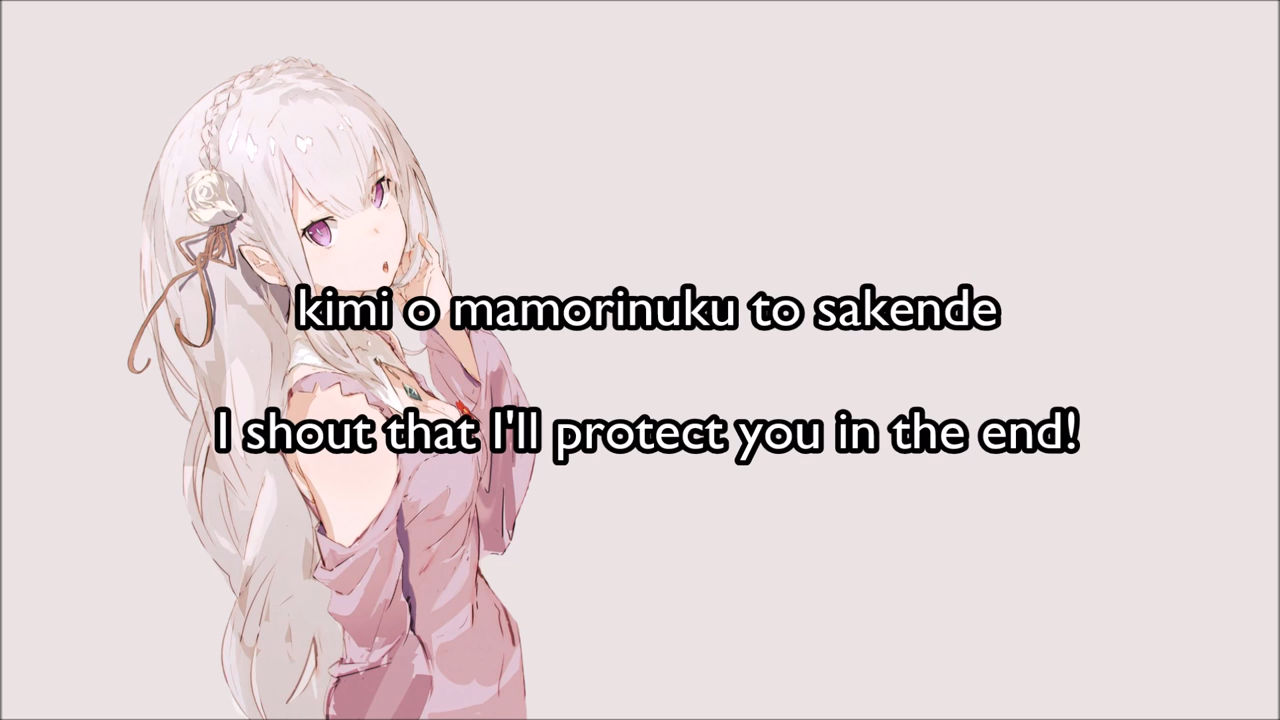 kimi o mamorinuku to sakende
I shout that I'll protect you in the end!